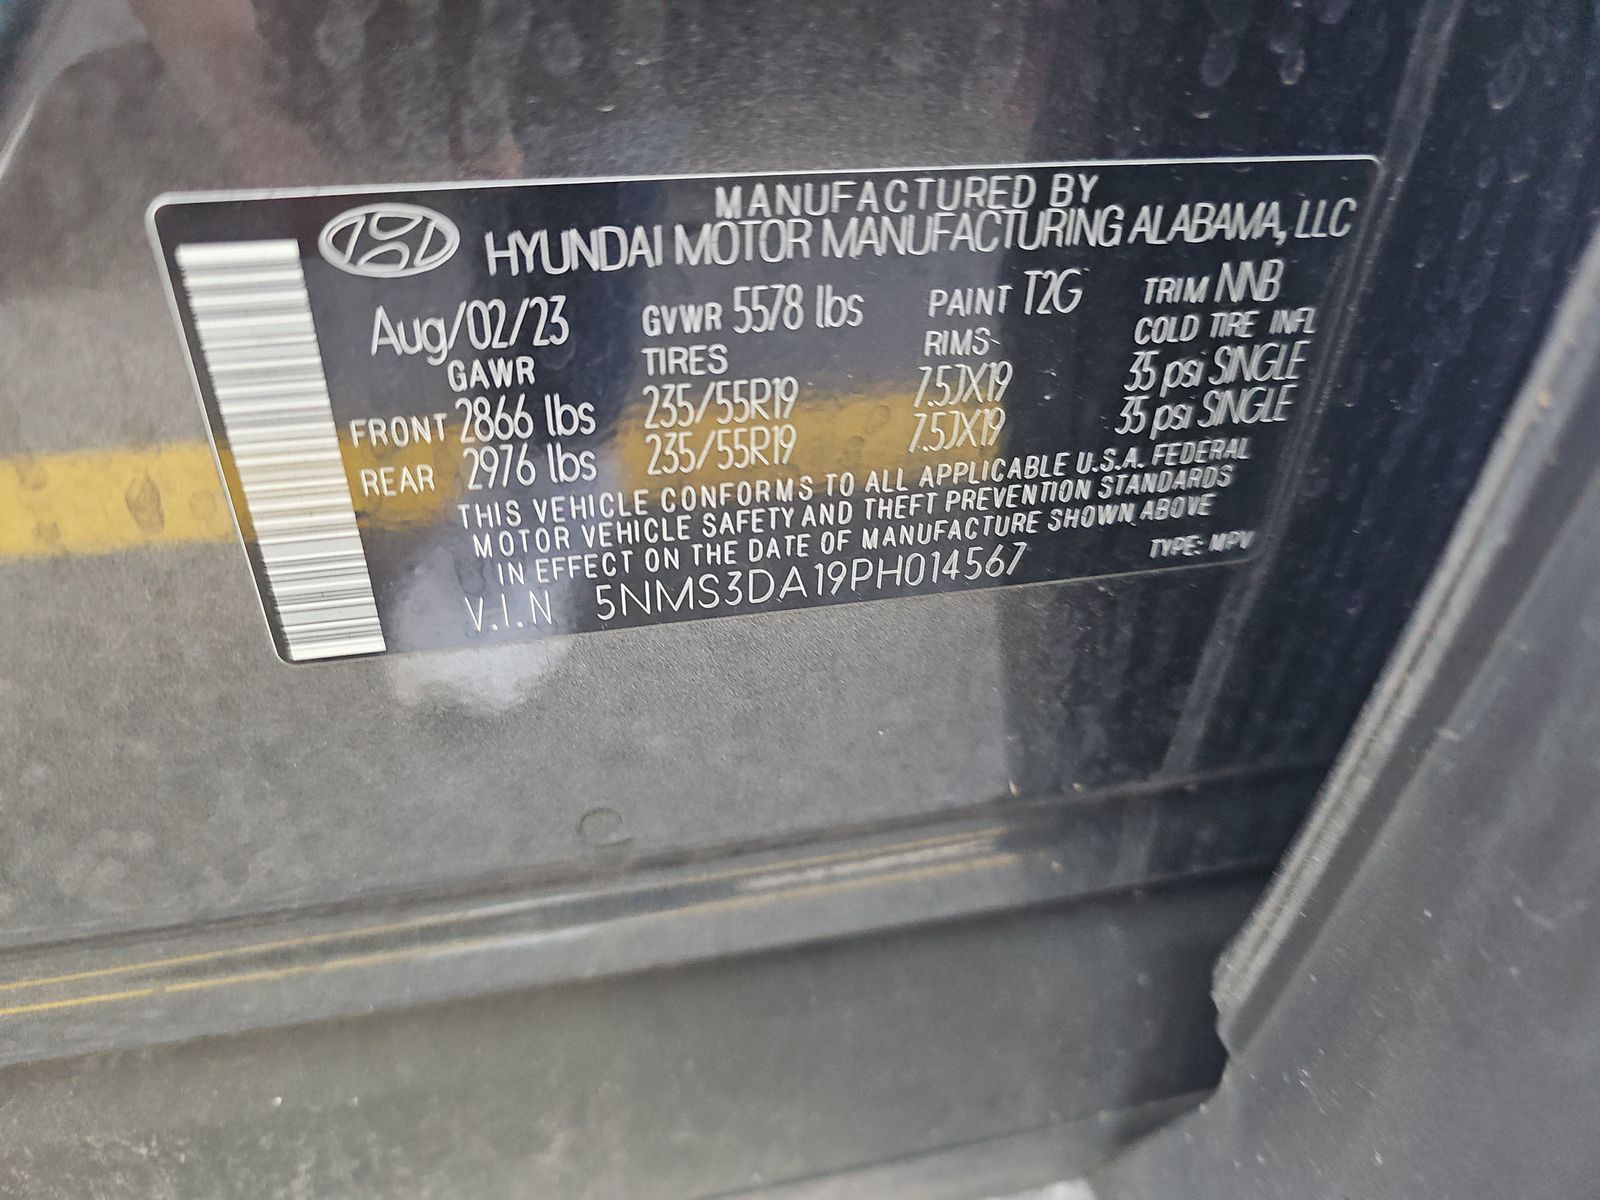 MANUFACTURED BY
HYUNDAI MOTOR MANUFACTURING ALABAMA, LLC
Aug/02/23 GVWR 5578 lbs PAINT T2G TRIM NNB
GAWR TIRES RIMS COLD TIRE INFL
FRONT 2866 lbs 235/55R19 7.5JX19 35 psi SINGLE
REAR 2976 lbs 235/55R19 7.5JX19 35 psi SINGLE
THIS VEHICLE CONFORMS TO ALL APPLICABLE U.S.A. FEDERAL
MOTOR VEHICLE SAFETY AND THEFT PREVENTION STANDARDS
IN EFFECT ON THE DATE OF MANUFACTURE SHOWN ABOVE
V.I.N 5NMS3DA19PH014567 TYPE: MPV